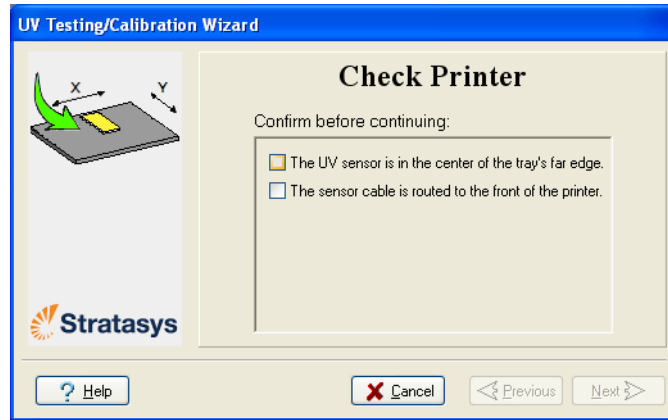 UV Testing/Calibration Wizard
X
Y
Check Printer
Confirm before continuing:
The UV sensor is in the center of the tray's far edge.
The sensor cable is routed to the front of the printer.
Stratasys
? Help
Cancel
Previous
Next